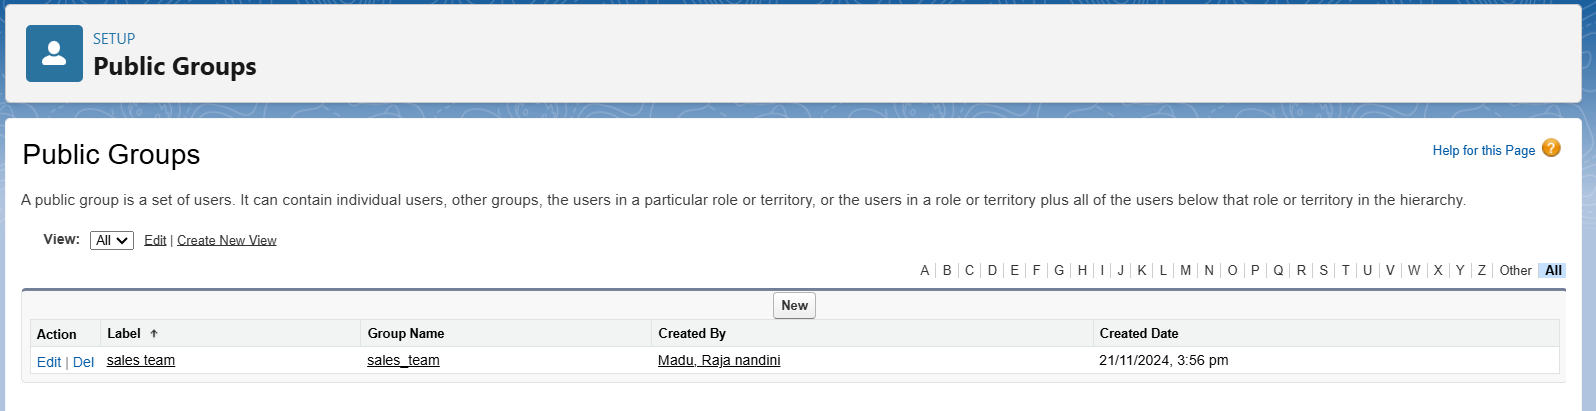 SETUP
Public Groups
Public Groups
Help for this Page ?
A public group is a set of users. It can contain individual users, other groups, the users in a particular role or territory, or the users in a role or territory plus all of the users below that role or territory in the hierarchy.
View: All Edit | Create New View
A | B | C | D | E | F | G | H | I | J | K | L | M | N | O | P | Q | R | S | T | U | V | W | X | Y | Z | Other | All
New
Action Label ↑ Group Name Created By Created Date
Edit | Del sales team sales_team Madu, Raja nandini 21/11/2024, 3:56 pm